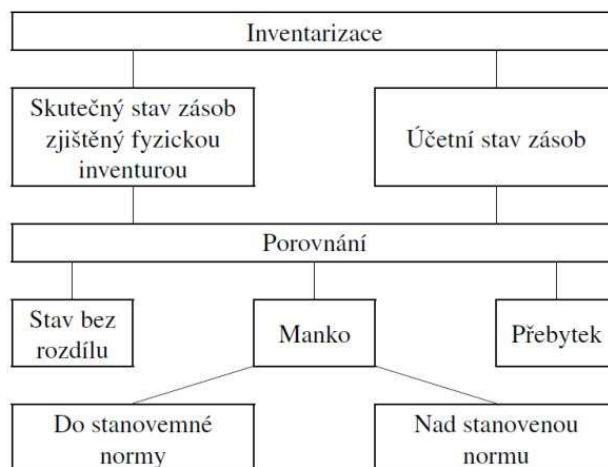 Inventarizace
Skutečný stav zásob
zjištěný fyzickou
inventurou
Účetní stav zásob
Porovnání
Stav bez
rozdílu
Manko
Přebytek
Do stanovemné
normy
Nad stanovenou
normu